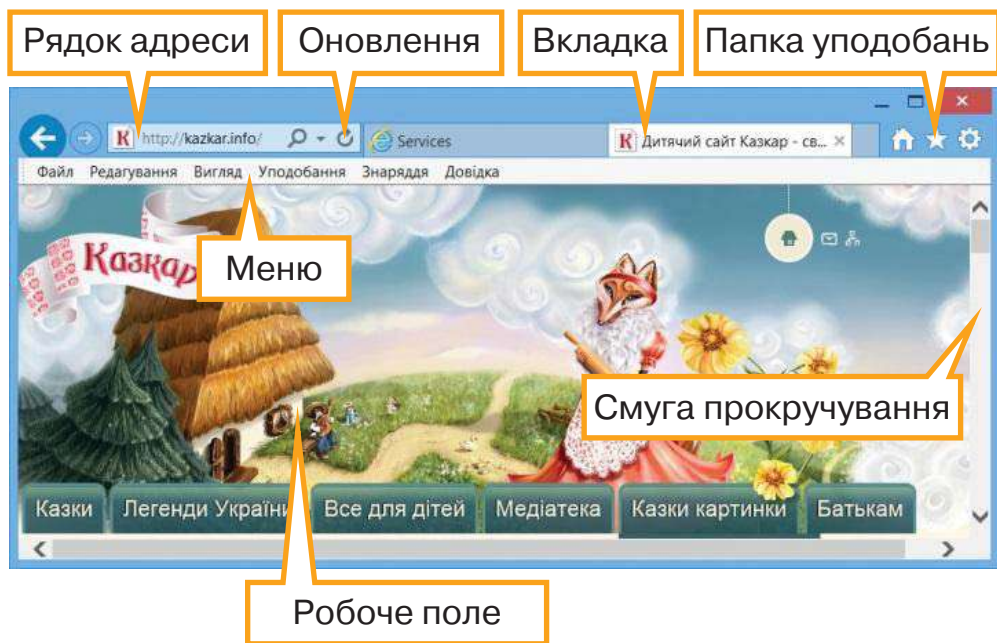 Рядок адреси
Оновлення
Вкладка
Папка уподобань
http://kazkar.info/
Services
Дитячий сайт Казкар - св...
Файл Редагування Вигляд Уподобання Знаряддя Довідка
Казкар
Меню
Смуга прокручування
Казки
Легенди України
Все для дітей
Медіатека
Казки картинки
Батькам
Робоче поле